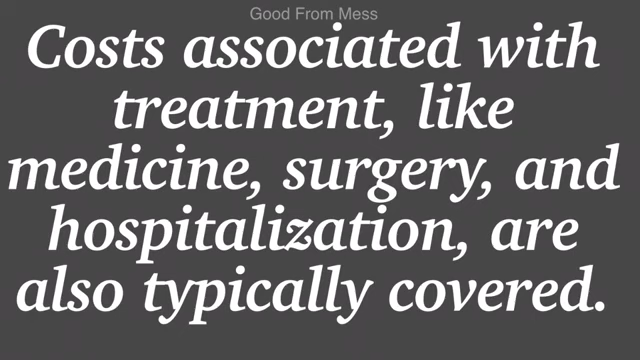 Good From Mess
Costs associated with
treatment, like
medicine, surgery, and
hospitalization, are
also typically covered.